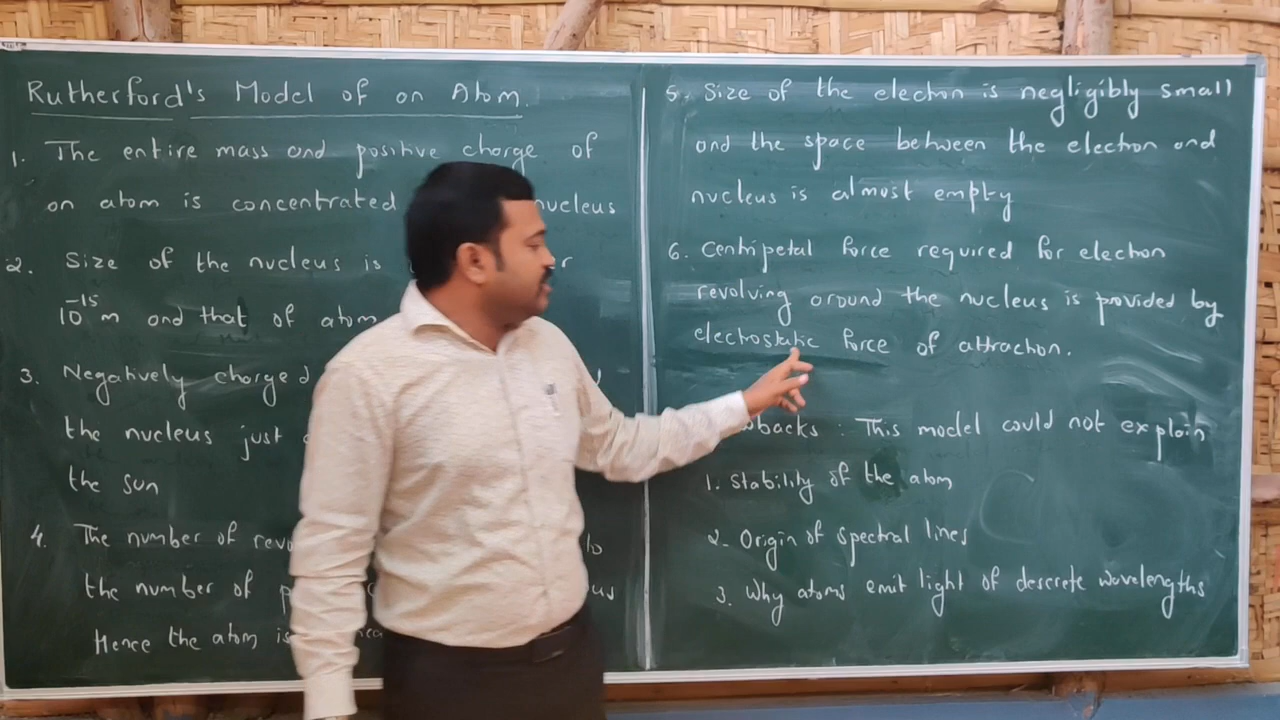 Rutherford's Model of an Atom.
1. The entire mass and positive charge of
an atom is concentrated nucleus
2. Size of the nucleus is
10⁻¹⁵m and that of atom
3. Negatively charged
the nucleus just
the sun
4. The number of
the number of
Hence the atom is
5. Size of the electron is negligibly small
and the space between the electron and
nucleus is almost empty
6. Centripetal force required for electron
revolving around the nucleus is provided by
electrostatic force of attraction.
backs : This model could not explain
1. Stability of the atom
2. Origin of spectral lines
3. Why atoms emit light of descrete wavelengths